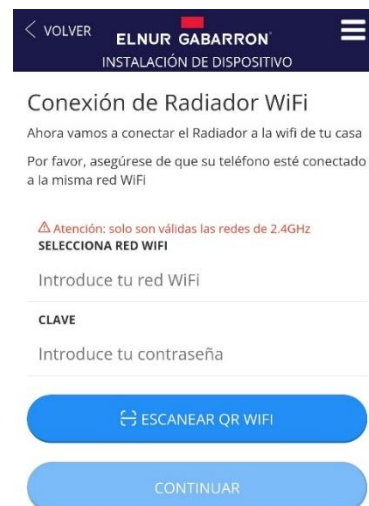 < VOLVER
ELNUR GABARRON
INSTALACIÓN DE DISPOSITIVO
Conexión de Radiador WiFi
Ahora vamos a conectar el Radiador a la wifi de tu casa
Por favor, asegúrese de que su teléfono esté conectado
a la misma red WiFi
⚠ Atención: solo son válidas las redes de 2.4GHz
SELECCIONA RED WIFI
Introduce tu red WiFi
CLAVE
Introduce tu contraseña
ESCANEAR QR WIFI
CONTINUAR